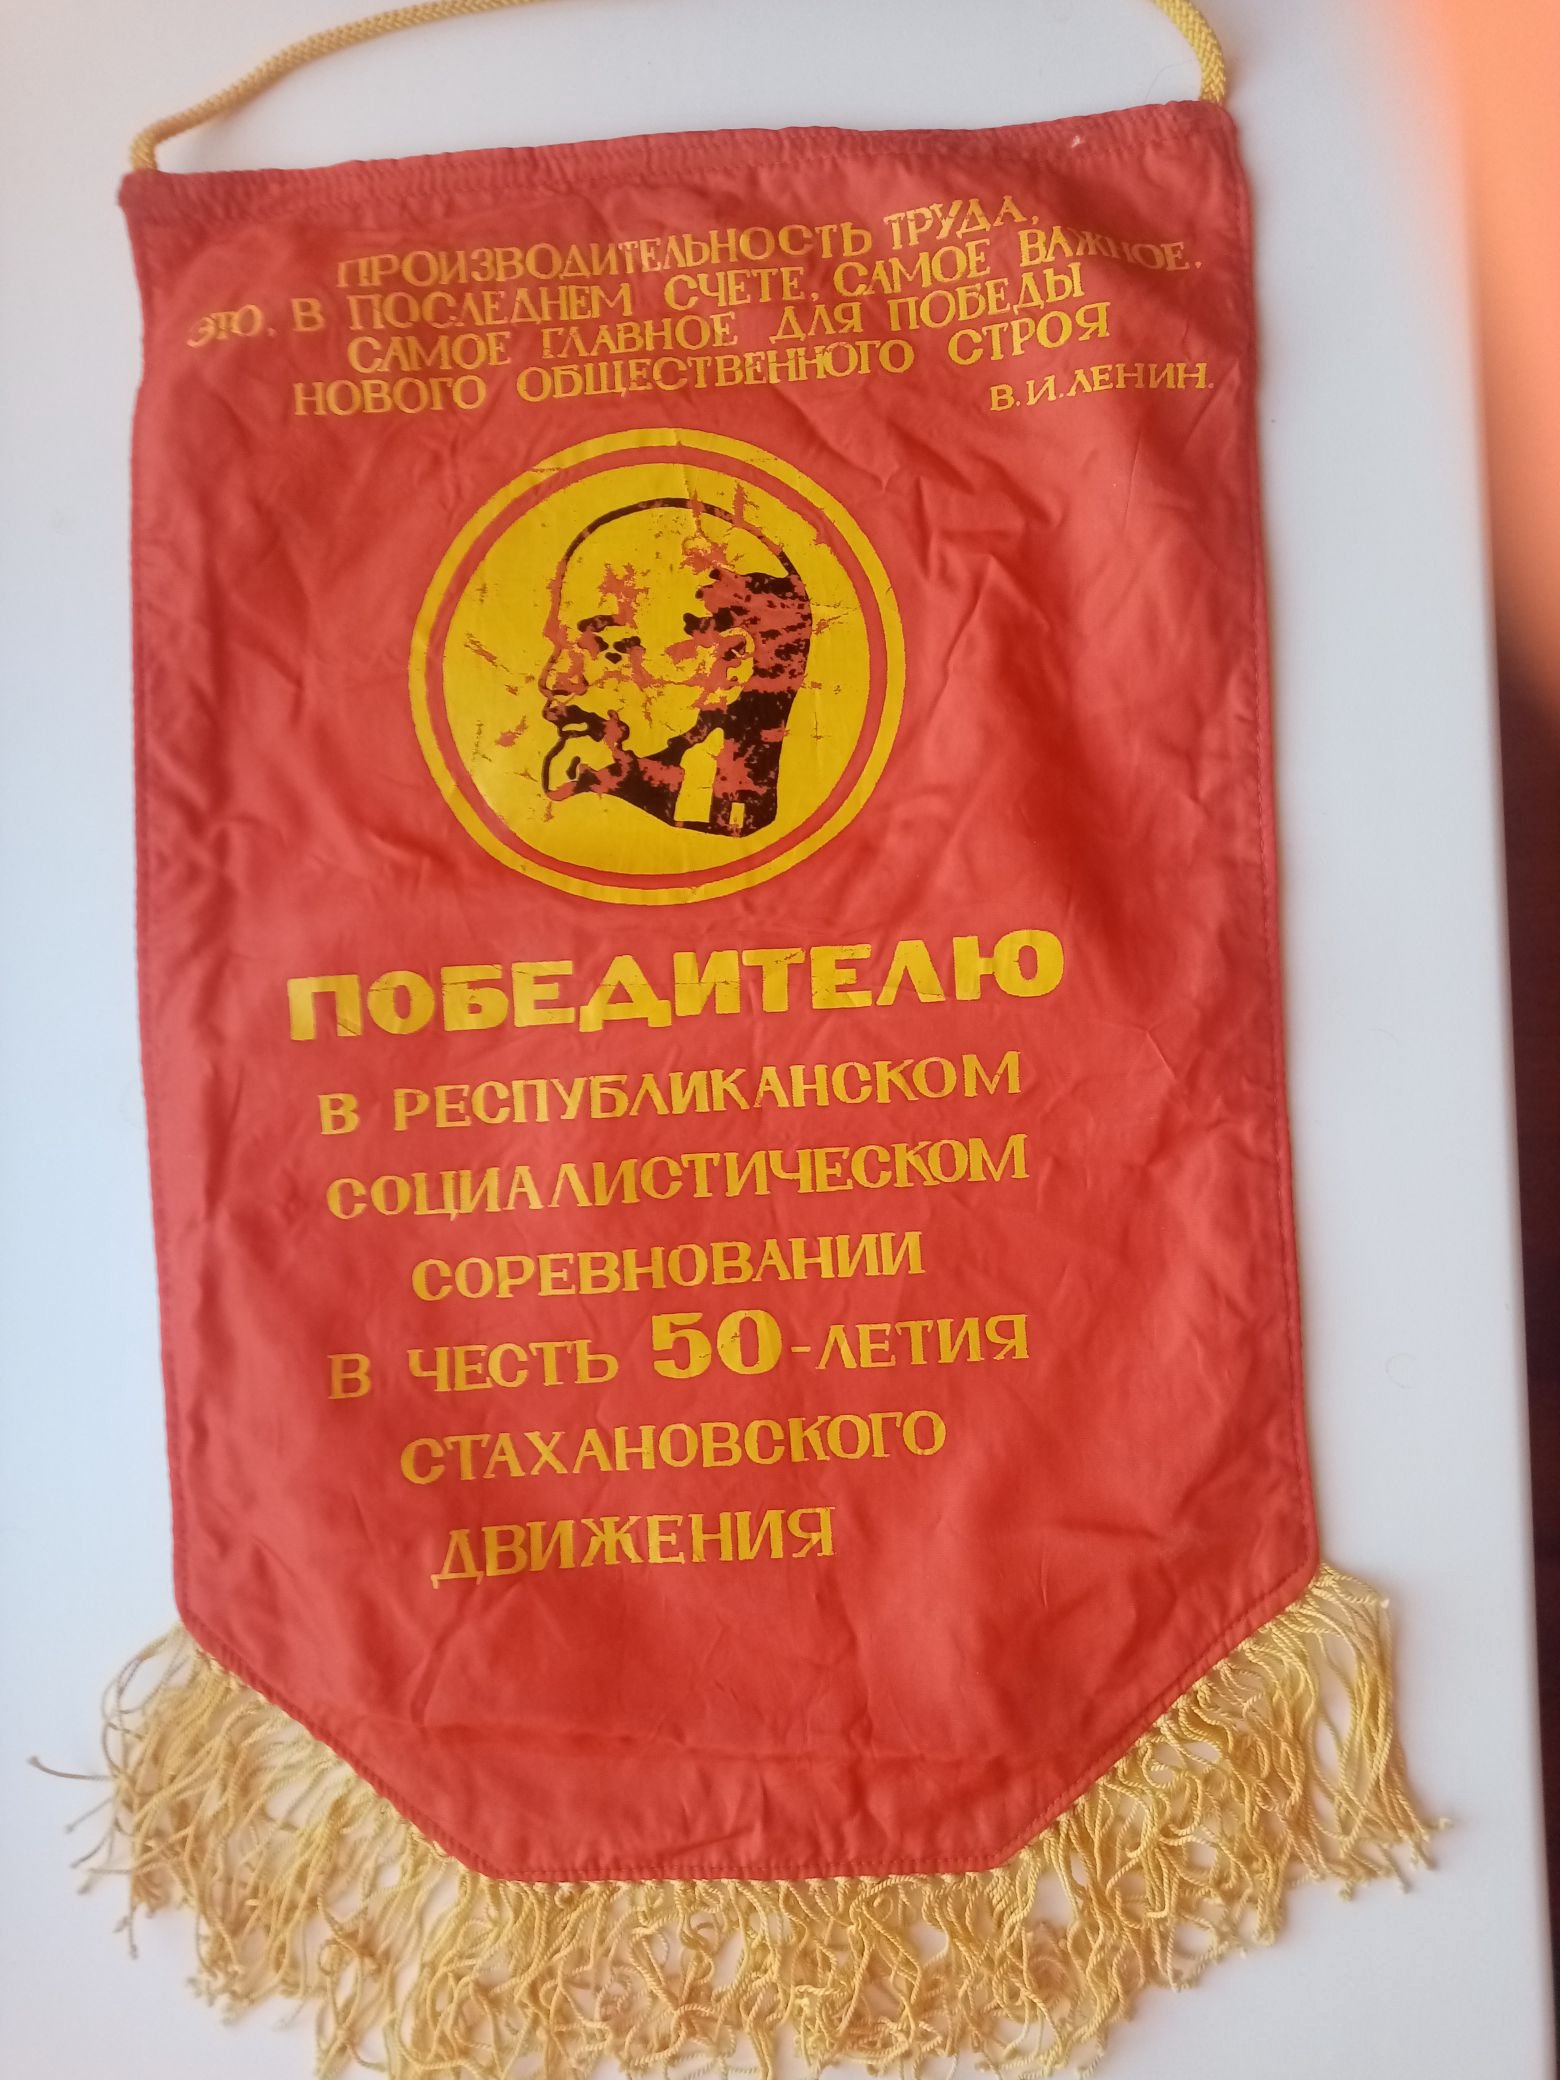 ПРОИЗВОДИТЕЛЬНОСТЬ ТРУДА,
ЭТО, В ПОСЛЕДНЕМ СЧЕТЕ, САМОЕ ВАЖНОЕ,
САМОЕ ГЛАВНОЕ ДЛЯ ПОБЕДЫ
НОВОГО ОБЩЕСТВЕННОГО СТРОЯ
В.И.ЛЕНИН.
ПОБЕДИТЕЛЮ
В РЕСПУБЛИКАНСКОМ
СОЦИАЛИСТИЧЕСКОМ
СОРЕВНОВАНИИ
В ЧЕСТЬ 50-ЛЕТИЯ
СТАХАНОВСКОГО
ДВИЖЕНИЯ